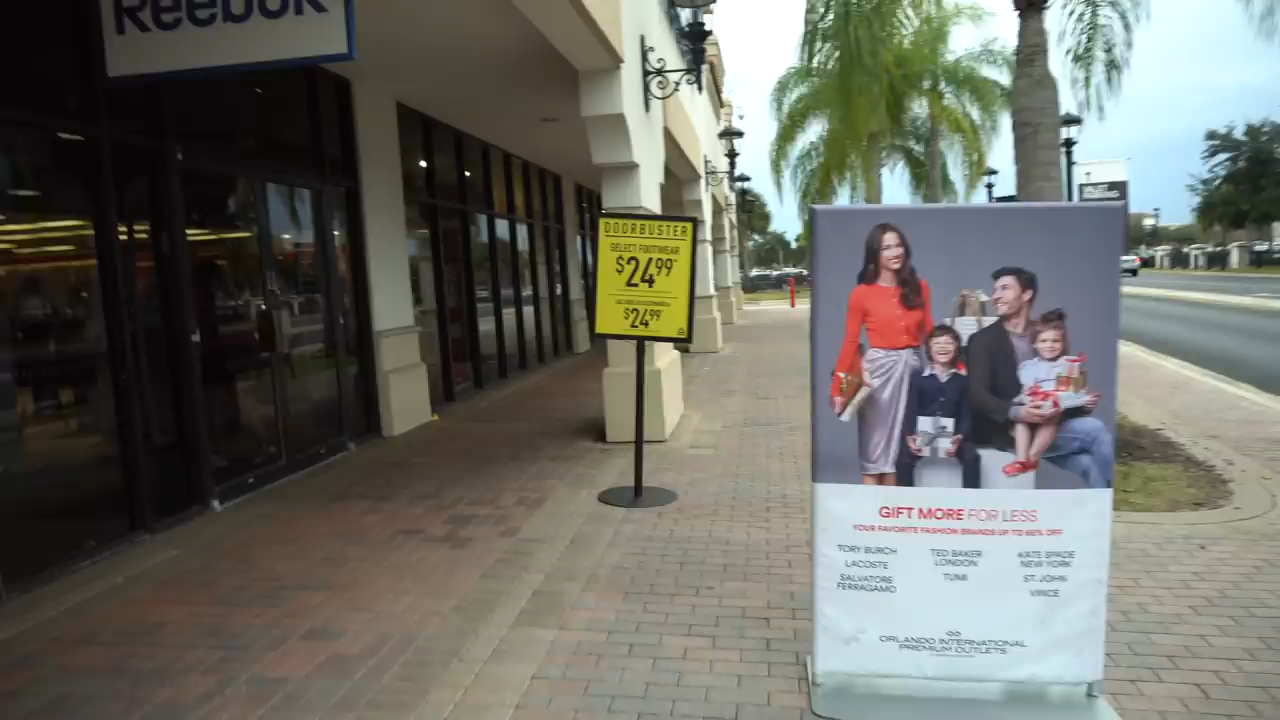 Reebok
DOORBUSTER
SELECT FOOTWEAR
$24.99*
$24.99*
GIFT MORE FOR LESS
YOUR FAVORITE FASHION BRANDS UP TO 65% OFF
TORY BURCH
LACOSTE
SALVATORE
FERRAGAMO
TED BAKER
LONDON
TUMI
KATE SPADE
NEW YORK
ST. JOHN
VINCE
ORLANDO INTERNATIONAL
PREMIUM OUTLETS